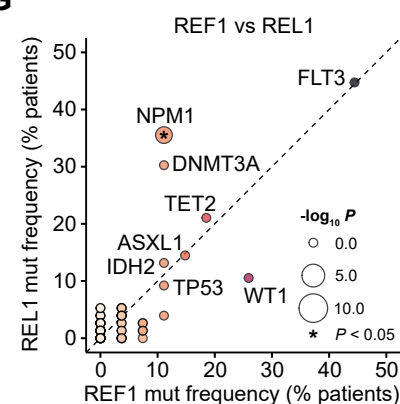 G
REF1 vs REL1
REL1 mut frequency (% patients)
50
40
30
20
10
0
FLT3
NPM1
*
DNMT3A
TET2
ASXL1
IDH2
TP53
WT1
-log10 P
0.0
5.0
10.0
* P < 0.05
0 10 20 30 40 50
REF1 mut frequency (% patients)